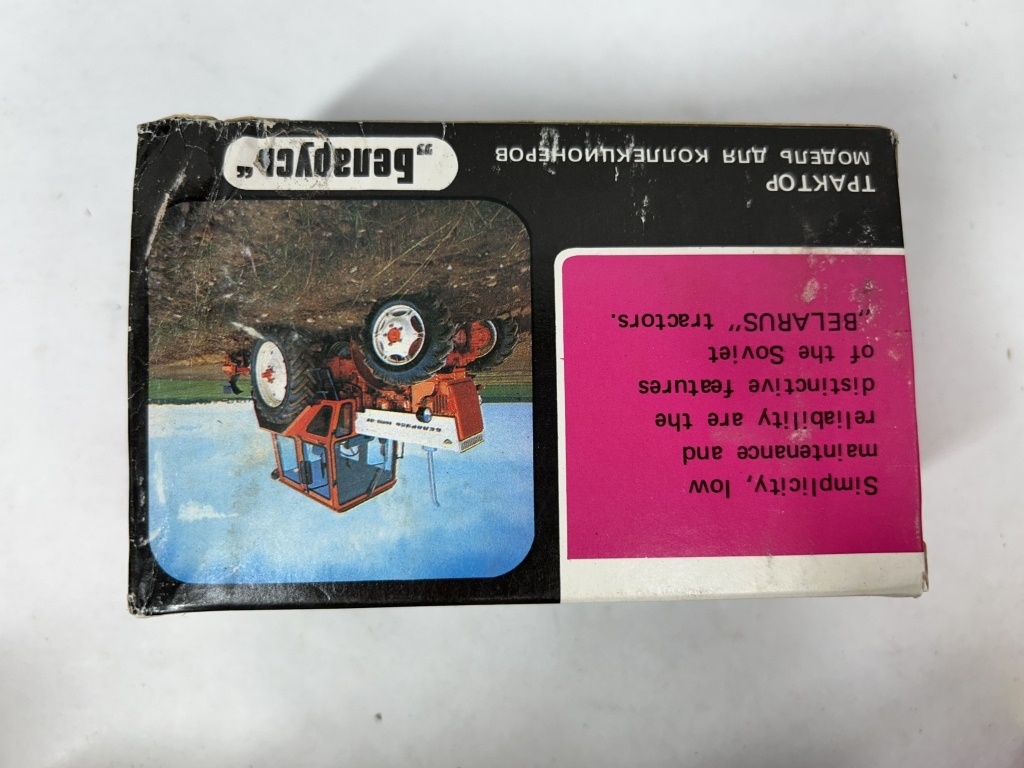 Simplicity, low
maintenance and
reliability are the
distinctive features
of the Soviet
„BELARUS” tractors.
ТРАКТОР
МОДЕЛЬ ДЛЯ КОЛЛЕКЦИОНЕРОВ
„Беларусь“
БЕЛАРУСЬ